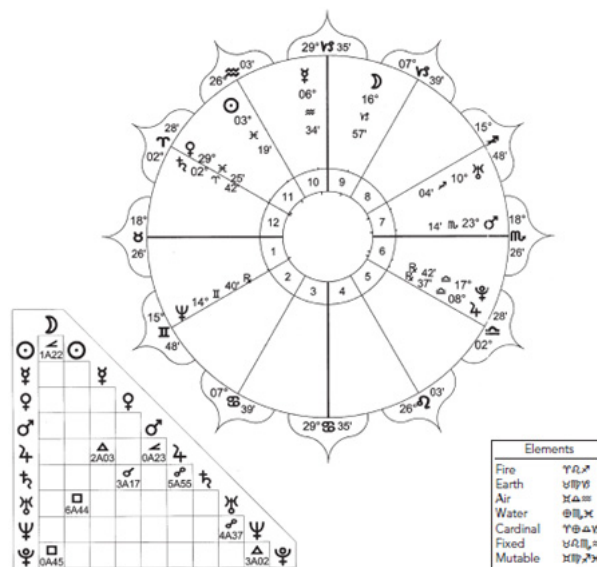 29° ♑ 35'
26° ♒ 03'
☿
06°
♒
34'
☽
16°
♑
57'
07° ♑ 39'
☉
03°
♓
19'
28'
♈
02°
♀ 29° ♓ 25'
♄ 02° ♈ 42'
15°
♐
48'
04' ♐ 10° ♅
14' ♏ 23° ♂
18°
♉
26'
18°
♏
26'
10 9
11 8
12 7
1 6
2 5
3 4
♆ 14° ♊ 40' ℞
℞ 42' ♎ 17° ♇
℞ 37' ♎ 08° ♃
15°
♊
48'
28'
♎
02°
07° ♋ 39'
29° ♋ 35'
26° ♌ 03'
☽
☉ ⚼ ☉
1A22
☿ ☿
♀ ♀
♂ ♂
♃ △ ⚼ ♃
2A03 0A23
♄ ☌ ☍ ♄
3A17 5A55
♅ □ ♅
6A44
♆ ☍ ♆
4A37
♇ □ △ ♇
0A45 3A02
Elements
Fire ♈♌♐
Earth ♉♍♑
Air ♊♎♒
Water ♋♏♓
Cardinal ♈♋♎♑
Fixed ♉♌♏♒
Mutable ♊♍♐♓